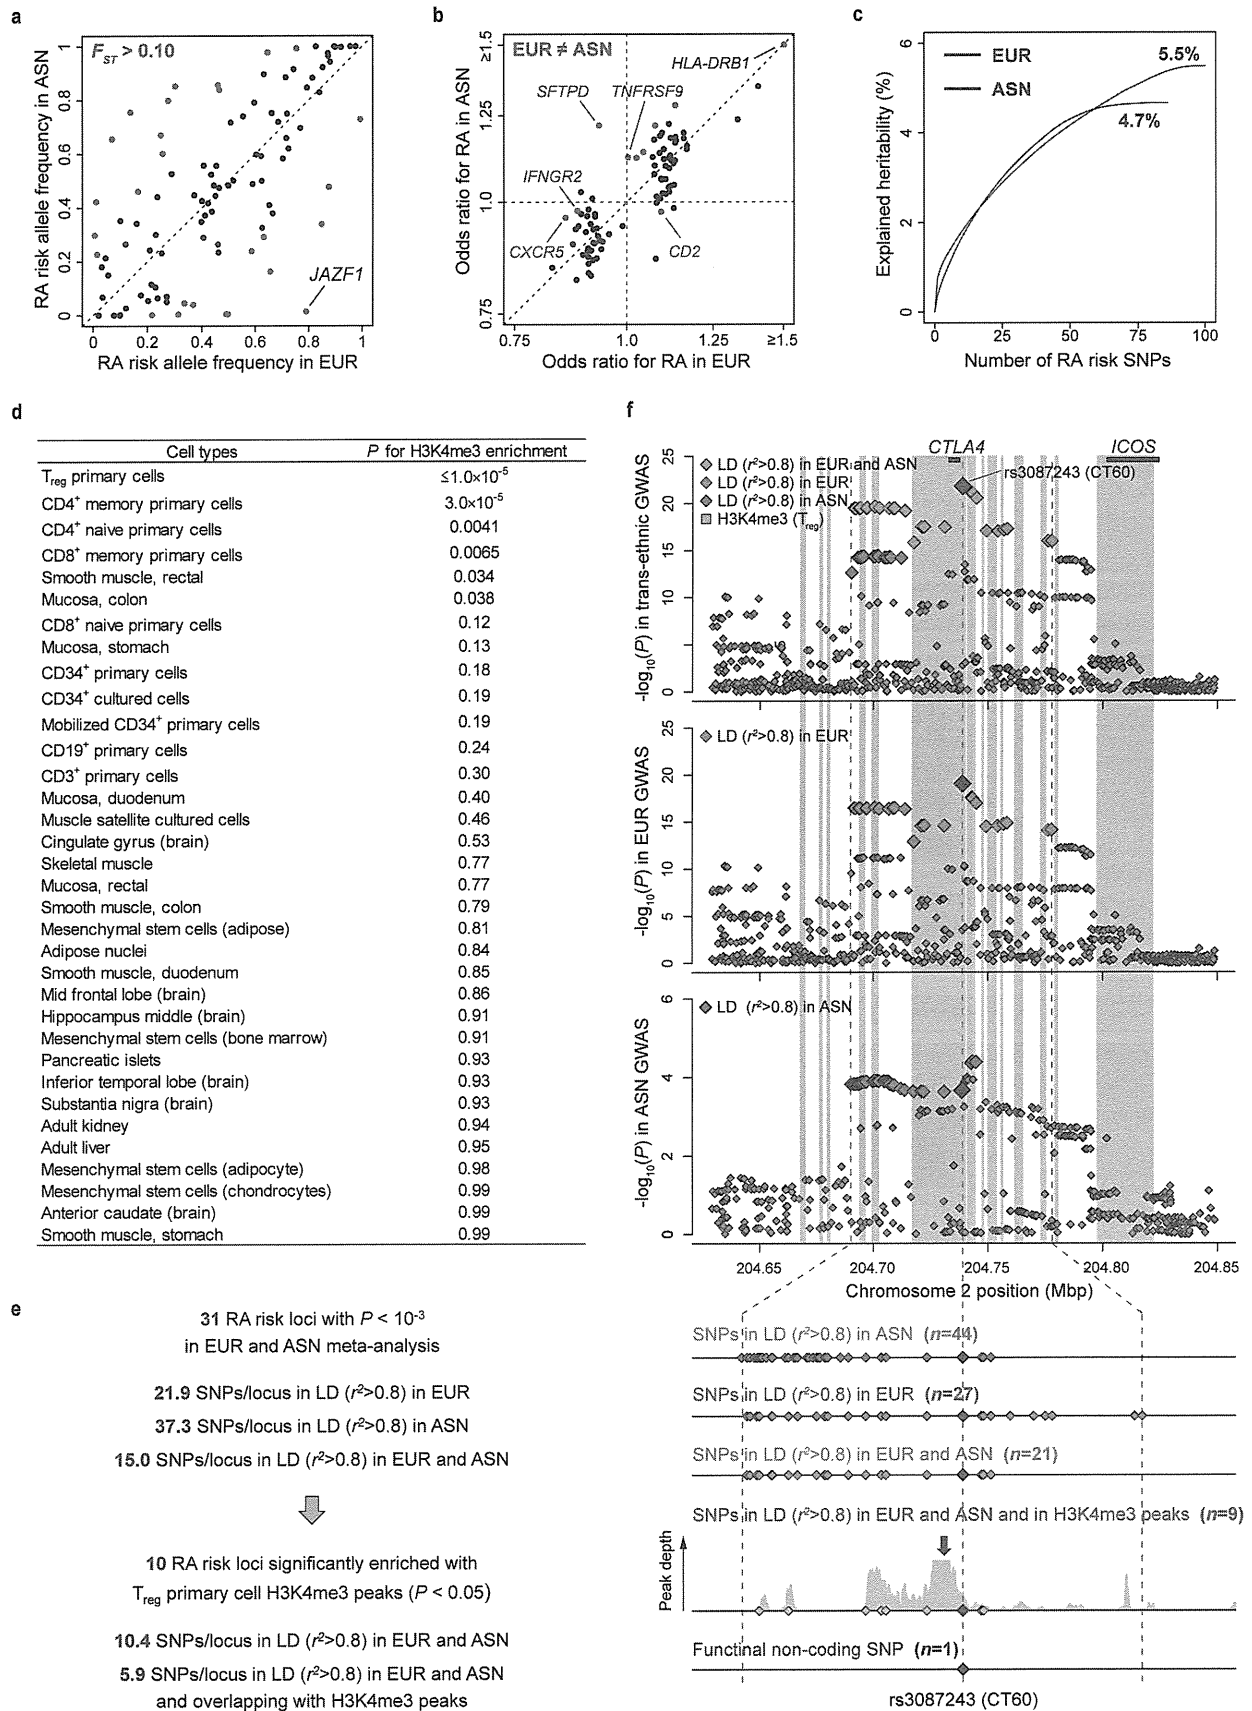 a
F_ST > 0.10
RA risk allele frequency in ASN
1
0.8
0.6
0.4
0.2
0
JAZF1
0 0.2 0.4 0.6 0.8 1
RA risk allele frequency in EUR
b
EUR ≠ ASN
Odds ratio for RA in ASN
≥1.5
1.25
1.0
0.75
HLA-DRB1
SFTPD
TNFRSF9
IFNGR2
CXCR5
CD2
0.75 1.0 1.25 ≥1.5
Odds ratio for RA in EUR
c
Explained heritability (%)
6
4
2
0
EUR
ASN
5.5%
4.7%
0 25 50 75 100
Number of RA risk SNPs
d
Cell types P for H3K4me3 enrichment
T_reg primary cells ≤1.0×10⁻⁵
CD4⁺ memory primary cells 3.0×10⁻⁵
CD4⁺ naive primary cells 0.0041
CD8⁺ memory primary cells 0.0065
Smooth muscle, rectal 0.034
Mucosa, colon 0.038
CD8⁺ naive primary cells 0.12
Mucosa, stomach 0.13
CD34⁺ primary cells 0.18
CD34⁺ cultured cells 0.19
Mobilized CD34⁺ primary cells 0.19
CD19⁺ primary cells 0.24
CD3⁺ primary cells 0.30
Mucosa, duodenum 0.40
Muscle satellite cultured cells 0.46
Cingulate gyrus (brain) 0.53
Skeletal muscle 0.77
Mucosa, rectal 0.77
Smooth muscle, colon 0.79
Mesenchymal stem cells (adipose) 0.81
Adipose nuclei 0.84
Smooth muscle, duodenum 0.85
Mid frontal lobe (brain) 0.86
Hippocampus middle (brain) 0.91
Mesenchymal stem cells (bone marrow) 0.91
Pancreatic islets 0.93
Inferior temporal lobe (brain) 0.93
Substantia nigra (brain) 0.93
Adult kidney 0.94
Adult liver 0.95
Mesenchymal stem cells (adipocyte) 0.98
Mesenchymal stem cells (chondrocytes) 0.99
Anterior caudate (brain) 0.99
Smooth muscle, stomach 0.99
e
31 RA risk loci with P < 10⁻³
in EUR and ASN meta-analysis
21.9 SNPs/locus in LD (r²>0.8) in EUR
37.3 SNPs/locus in LD (r²>0.8) in ASN
15.0 SNPs/locus in LD (r²>0.8) in EUR and ASN
10 RA risk loci significantly enriched with
T_reg primary cell H3K4me3 peaks (P < 0.05)
10.4 SNPs/locus in LD (r²>0.8) in EUR and ASN
5.9 SNPs/locus in LD (r²>0.8) in EUR and ASN
and overlapping with H3K4me3 peaks
f
CTLA4
ICOS
-log₁₀(P) in trans-ethnic GWAS
25
20
15
10
5
0
LD (r²>0.8) in EUR and ASN
LD (r²>0.8) in EUR
LD (r²>0.8) in ASN
H3K4me3 (T_reg)
rs3087243 (CT60)
-log₁₀(P) in EUR GWAS
25
20
15
10
5
0
LD (r²>0.8) in EUR
-log₁₀(P) in ASN GWAS
6
4
2
0
LD (r²>0.8) in ASN
204.65 204.70 204.75 204.80 204.85
Chromosome 2 position (Mbp)
SNPs in LD (r²>0.8) in ASN (n=44)
SNPs in LD (r²>0.8) in EUR (n=27)
SNPs in LD (r²>0.8) in EUR and ASN (n=21)
SNPs in LD (r²>0.8) in EUR and ASN and in H3K4me3 peaks (n=9)
Peak depth
Functinal non-coding SNP (n=1)
rs3087243 (CT60)